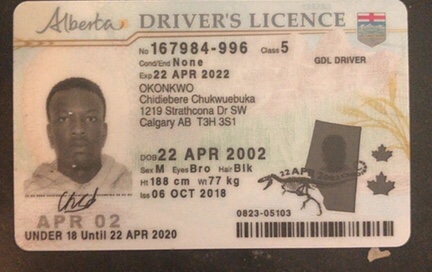 Alberta DRIVER'S LICENCE
No 167984-996 Class 5
Cond/End None GDL DRIVER
Exp 22 APR 2022
OKONKWO
Chidiebere Chukwuebuka
1219 Strathcona Dr SW
Calgary AB T3H 3S1
DOB 22 APR 2002
Sex M Eyes Bro Hair Blk
Ht 188 cm Wt 77 kg
Iss 06 OCT 2018
APR 02
0823-05103
UNDER 18 Until 22 APR 2020